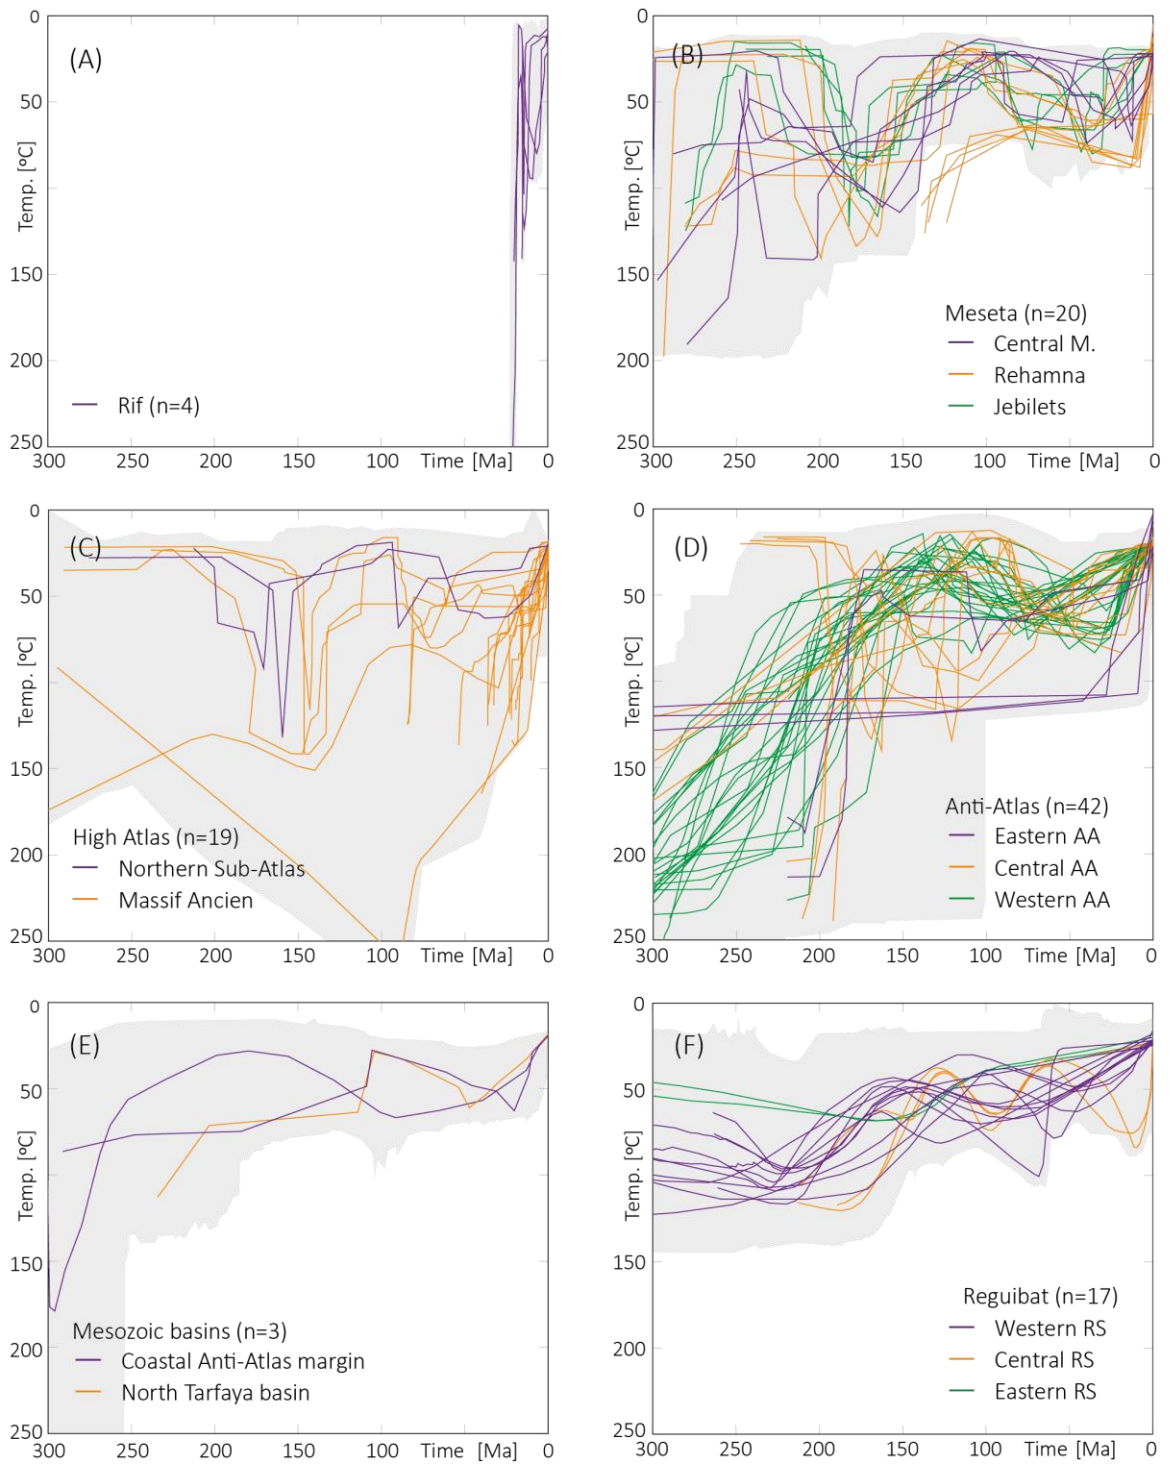 (A)
Temp. [ºC]
0
50
150
200
250
Rif (n=4)
300
250
200
150
100
Time [Ma]
0
(B)
Temp. [ºC]
0
50
150
200
250
Meseta (n=20)
Central M.
Rehamna
Jebilets
300
250
200
150
100
Time [Ma]
0
(C)
Temp. [ºC]
0
50
150
200
250
High Atlas (n=19)
Northern Sub-Atlas
Massif Ancien
300
250
200
150
100
Time [Ma]
0
(D)
Temp. [ºC]
0
50
150
200
250
Anti-Atlas (n=42)
Eastern AA
Central AA
Western AA
300
250
200
150
100
Time [Ma]
0
(E)
Temp. [ºC]
0
50
150
200
250
Mesozoic basins (n=3)
Coastal Anti-Atlas margin
North Tarfaya basin
300
250
200
150
100
Time [Ma]
0
(F)
Temp. [ºC]
0
50
150
200
250
Reguibat (n=17)
Western RS
Central RS
Eastern RS
300
250
200
150
100
Time [Ma]
0